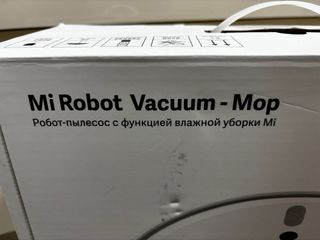 Mi Robot Vacuum - Mop
Робот-пылесос с функцией влажной уборки Mi